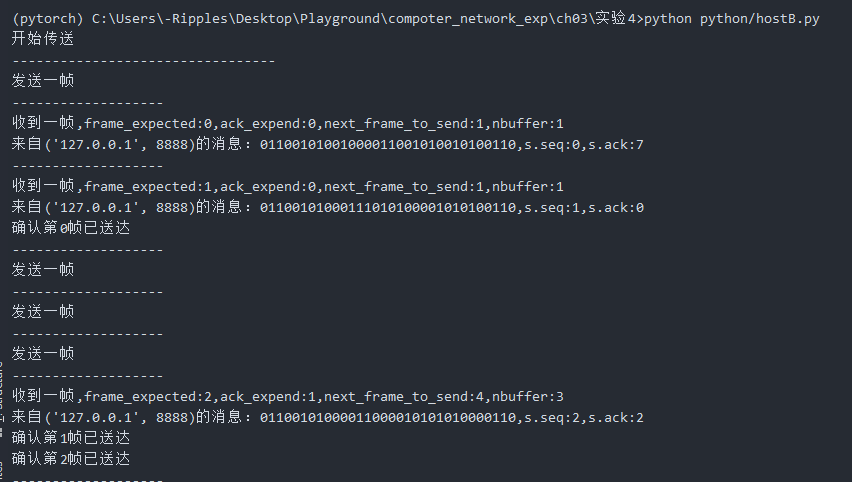 (pytorch) C:\Users\-Ripples\Desktop\Playground\compoter_network_exp\ch03\实验4>python python/hostB.py
开始传送
---------------------------------
发送一帧
-------------------
收到一帧,frame_expected:0,ack_expend:0,next_frame_to_send:1,nbuffer:1
来自('127.0.0.1', 8888)的消息：01100101001000011001010010100110,s.seq:0,s.ack:7
-------------------
收到一帧,frame_expected:1,ack_expend:0,next_frame_to_send:1,nbuffer:1
来自('127.0.0.1', 8888)的消息：01100101000111010100001010100110,s.seq:1,s.ack:0
确认第0帧已送达
-------------------
发送一帧
-------------------
发送一帧
-------------------
发送一帧
-------------------
收到一帧,frame_expected:2,ack_expend:1,next_frame_to_send:4,nbuffer:3
来自('127.0.0.1', 8888)的消息：01100101000011000010101010000110,s.seq:2,s.ack:2
确认第1帧已送达
确认第2帧已送达
-------------------